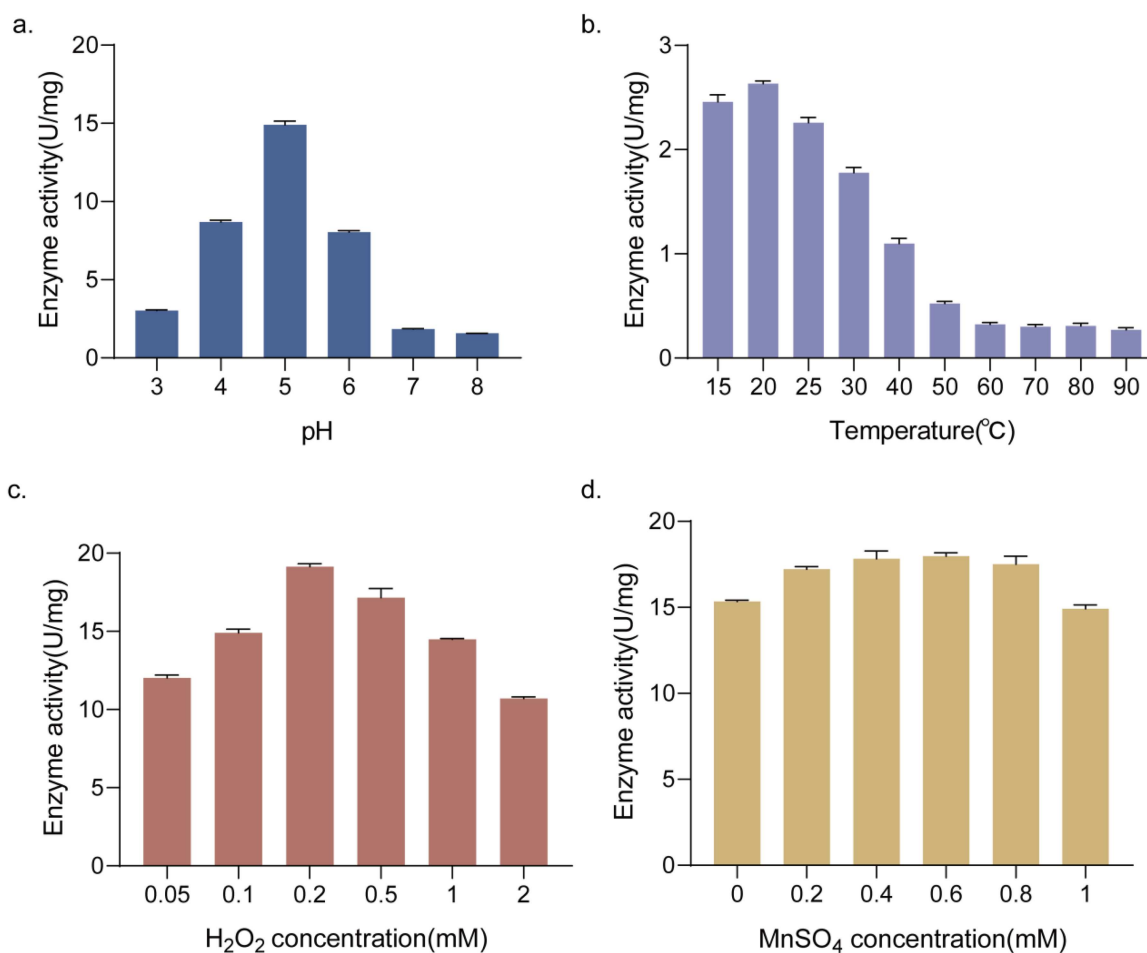 a.
20
15
10
5
0
Enzyme activity(U/mg)
3 4 5 6 7 8
pH
b.
3
2
1
0
Enzyme activity(U/mg)
15 20 25 30 40 50 60 70 80 90
Temperature(℃)
c.
20
15
10
5
0
Enzyme activity(U/mg)
0.05 0.1 0.2 0.5 1 2
H₂O₂ concentration(mM)
d.
20
15
10
5
0
Enzyme activity(U/mg)
0 0.2 0.4 0.6 0.8 1
MnSO₄ concentration(mM)